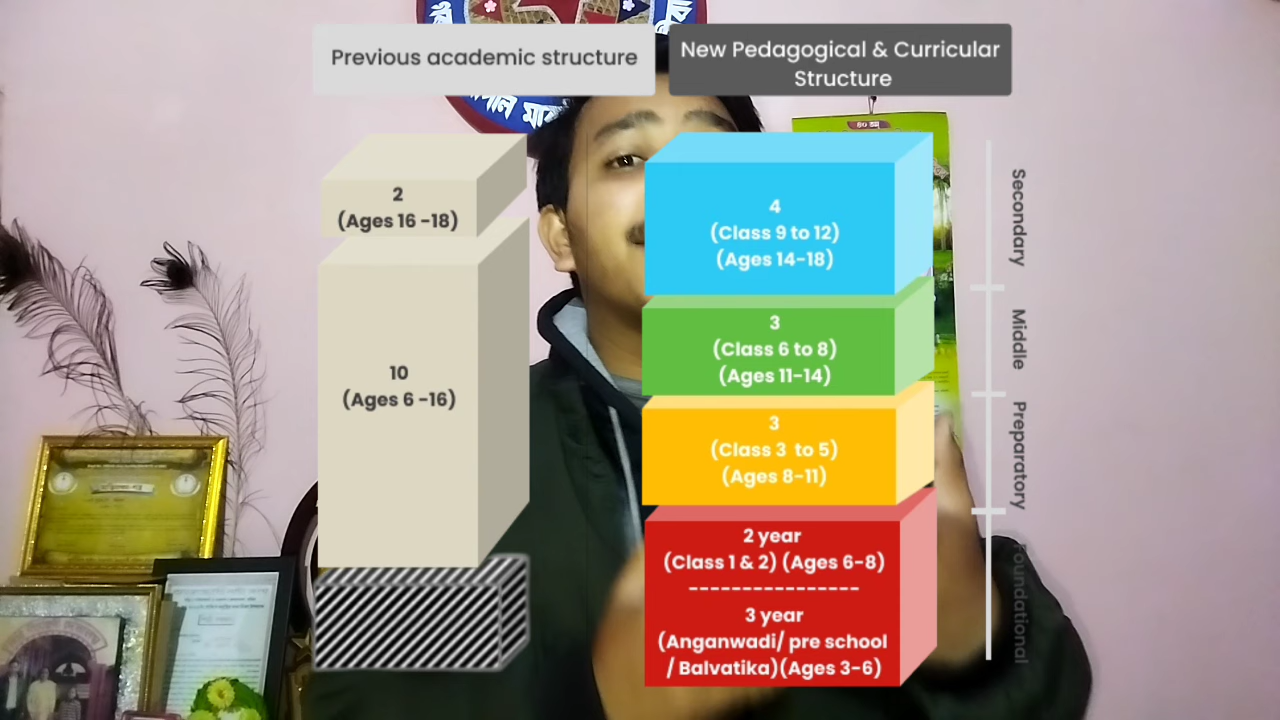 Previous academic structure
New Pedagogical & Curricular
Structure
2
(Ages 16 -18)
10
(Ages 6 -16)
4
(Class 9 to 12)
(Ages 14-18)
3
(Class 6 to 8)
(Ages 11-14)
3
(Class 3 to 5)
(Ages 8-11)
2 year
(Class 1 & 2) (Ages 6-8)
----------------
3 year
(Anganwadi/ pre school
/ Balvatika)(Ages 3-6)
Secondary
Middle
Preparatory
Foundational